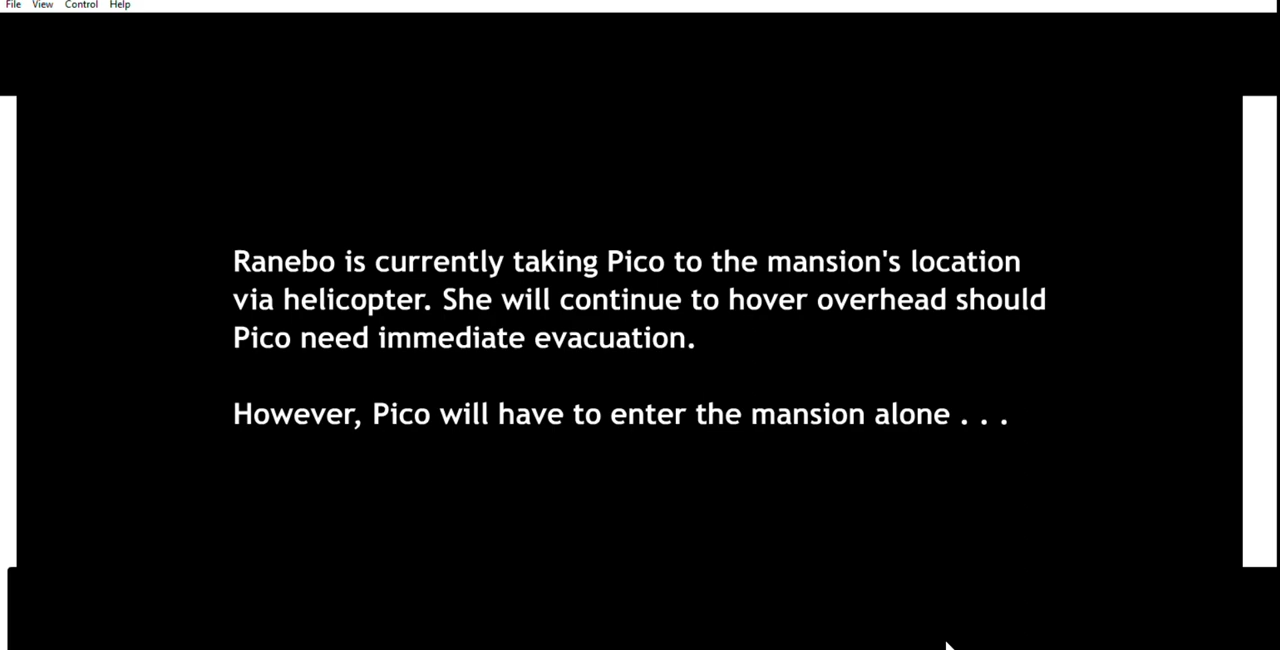 File View Control Help
Ranebo is currently taking Pico to the mansion's location
via helicopter. She will continue to hover overhead should
Pico need immediate evacuation.
However, Pico will have to enter the mansion alone . . .